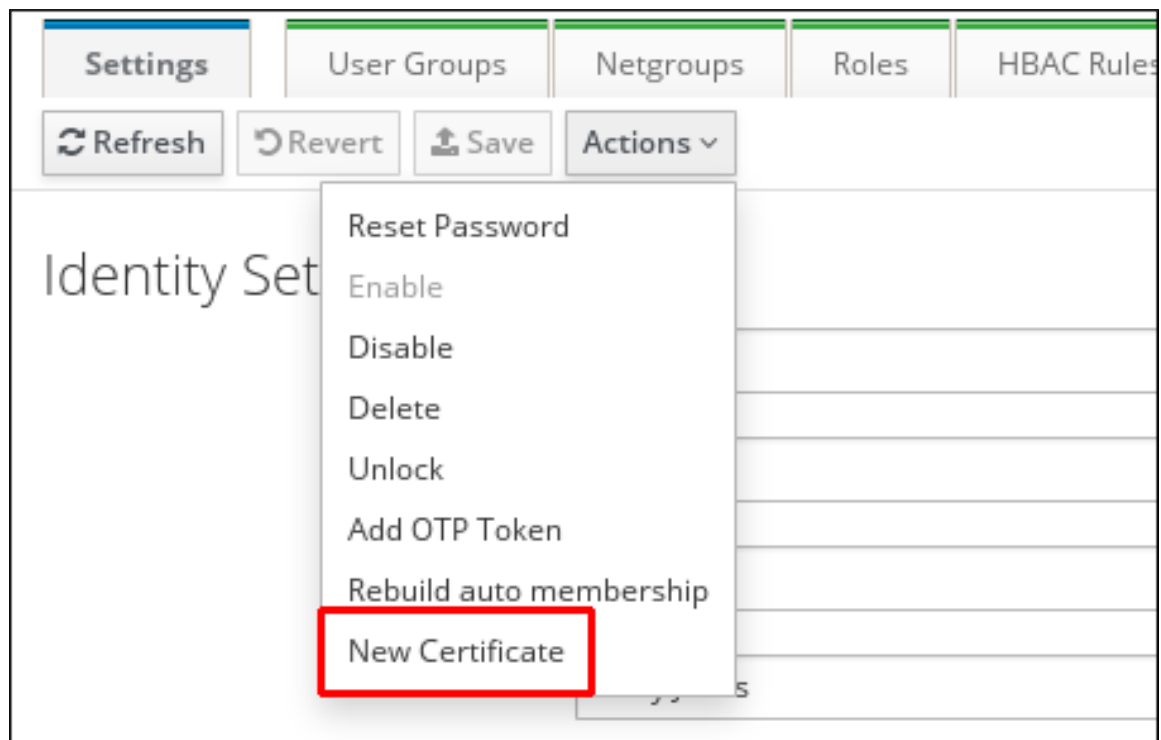 Settings User Groups Netgroups Roles HBAC Rules
Refresh Revert Save Actions
Reset Password
Identity Set
Enable
Disable
Delete
Unlock
Add OTP Token
Rebuild auto membership
New Certificate